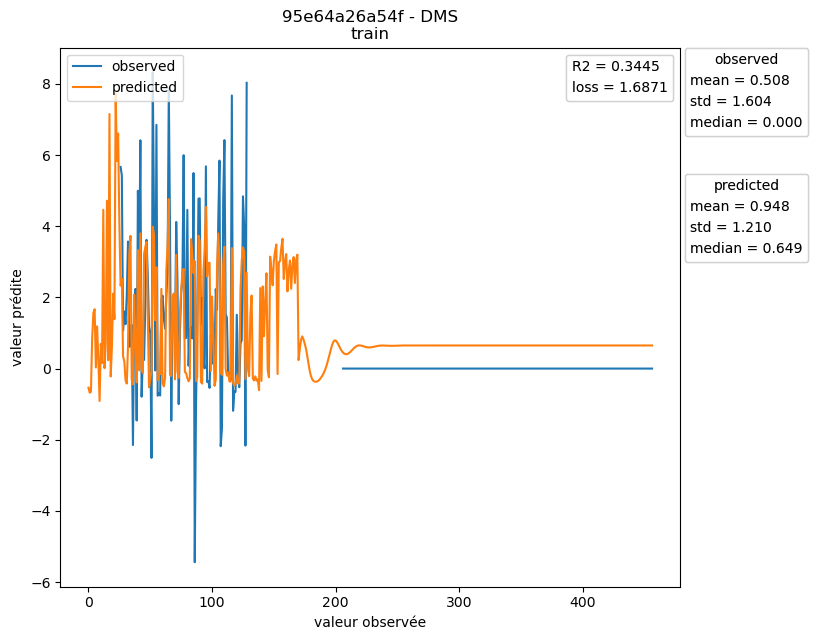 95e64a26a54f - DMS
train
observed
predicted
R2 = 0.3445
loss = 1.6871
observed
mean = 0.508
std = 1.604
median = 0.000
predicted
mean = 0.948
std = 1.210
median = 0.649
valeur prédite
8
6
4
2
0
−2
−4
−6
0
100
200
300
400
valeur observée